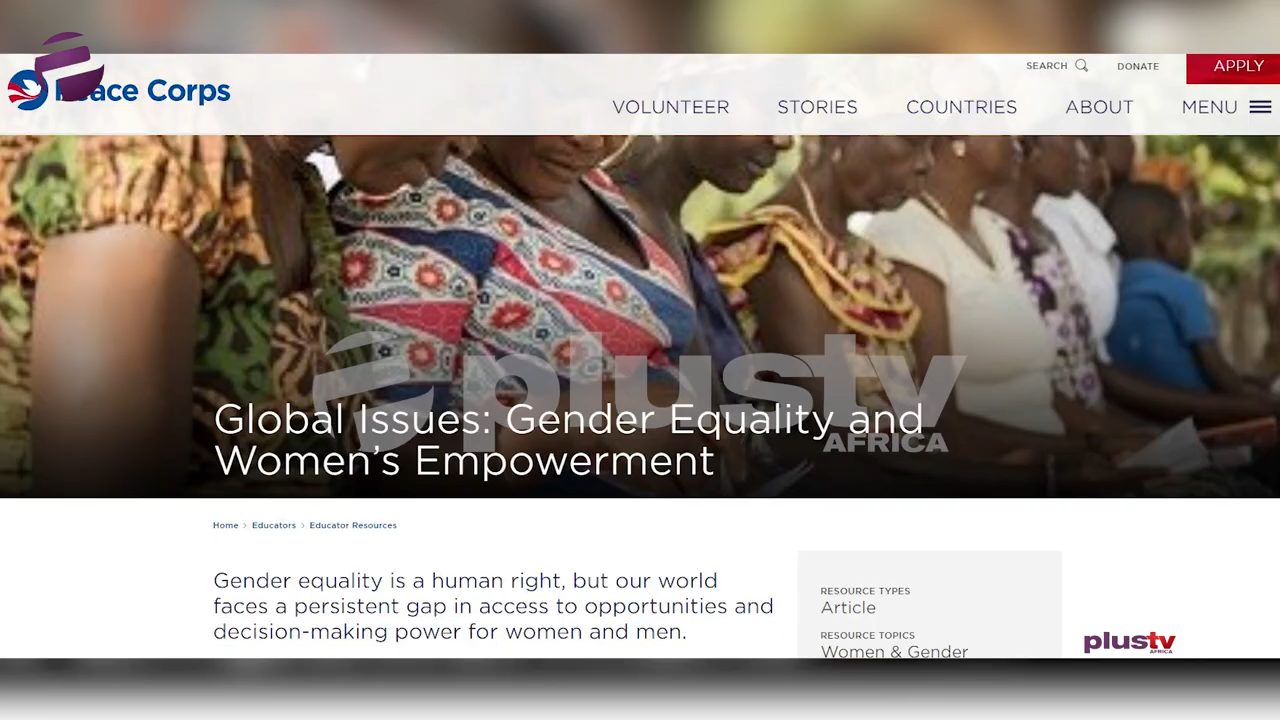 SEARCH
DONATE
APPLY
Peace Corps
VOLUNTEER
STORIES
COUNTRIES
ABOUT
MENU
plustv
AFRICA
Global Issues: Gender Equality and
Women's Empowerment
Home > Educators > Educator Resources
Gender equality is a human right, but our world
faces a persistent gap in access to opportunities and
decision-making power for women and men.
RESOURCE TYPES
Article
RESOURCE TOPICS
Women & Gender
plustv
AFRICA